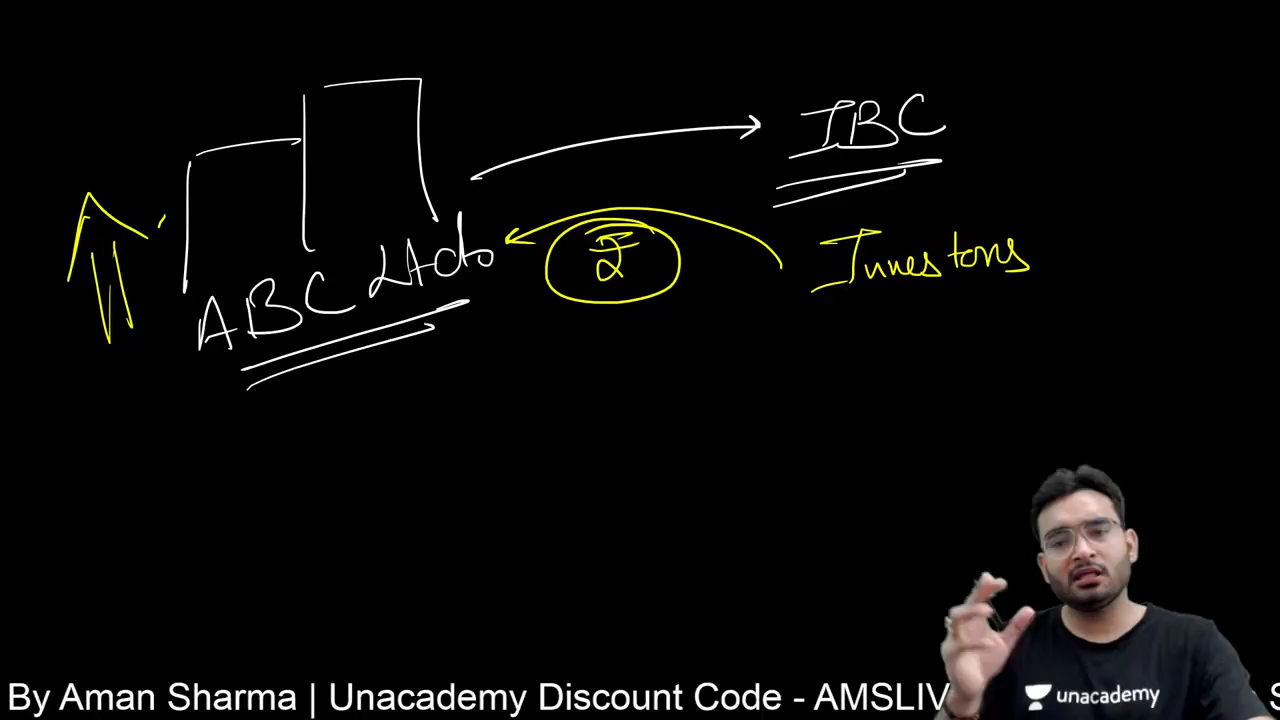 IBC
₹
Investors
ABC Ltd
unacademy
By Aman Sharma | Unacademy Discount Code - AMSLIV
S